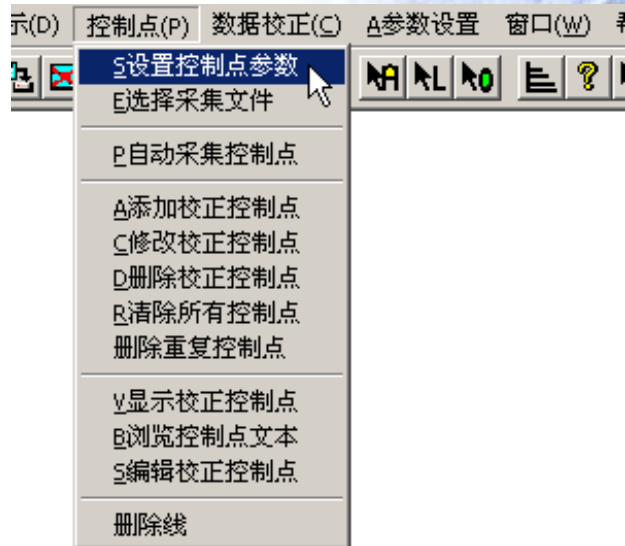 示(D) 控制点(P) 数据校正(C) A参数设置 窗口(W)
S设置控制点参数
E选择采集文件
P自动采集控制点
A添加校正控制点
C修改校正控制点
D删除校正控制点
R清除所有控制点
删除重复控制点
V显示校正控制点
B浏览控制点文本
S编辑校正控制点
删除线